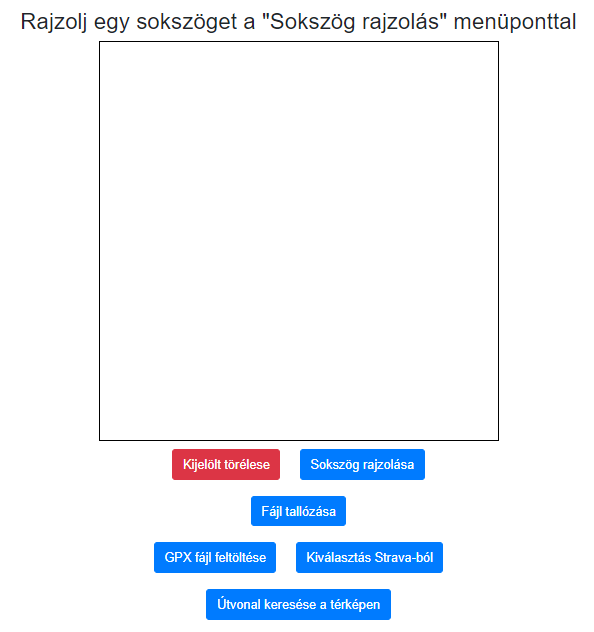 Rajzolj egy sokszöget a "Sokszög rajzolás" menüponttal
Kijelölt törélese Sokszög rajzolása
Fájl tallózása
GPX fájl feltöltése Kiválasztás Strava-ból
Útvonal keresése a térképen